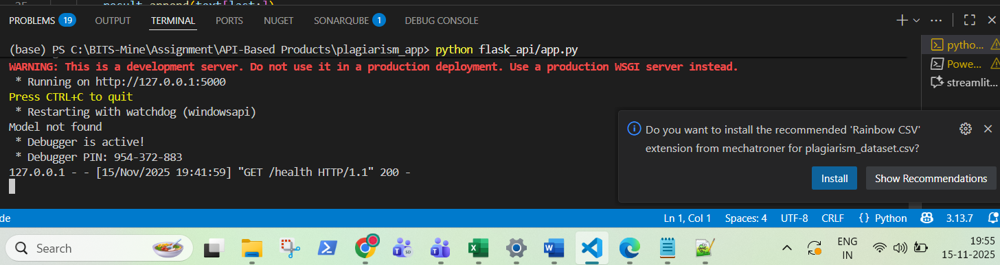 25 result.append(text[last:])
PROBLEMS 19 OUTPUT TERMINAL PORTS NUGET SONARQUBE 1 DEBUG CONSOLE
(base) PS C:\BITS-Mine\Assignment\API-Based Products\plagiarism_app> python flask_api/app.py
WARNING: This is a development server. Do not use it in a production deployment. Use a production WSGI server instead.
 * Running on http://127.0.0.1:5000
Press CTRL+C to quit
 * Restarting with watchdog (windowsapi)
Model not found
 * Debugger is active!
 * Debugger PIN: 954-372-883
127.0.0.1 - - [15/Nov/2025 19:41:59] "GET /health HTTP/1.1" 200 -
pytho...
Powe...
streamlit...
Do you want to install the recommended 'Rainbow CSV'
extension from mechatroner for plagiarism_dataset.csv?
Install Show Recommendations
de Ln 1, Col 1 Spaces: 4 UTF-8 CRLF {} Python 3.13.7
Search
ENG
IN
19:55
15-11-2025